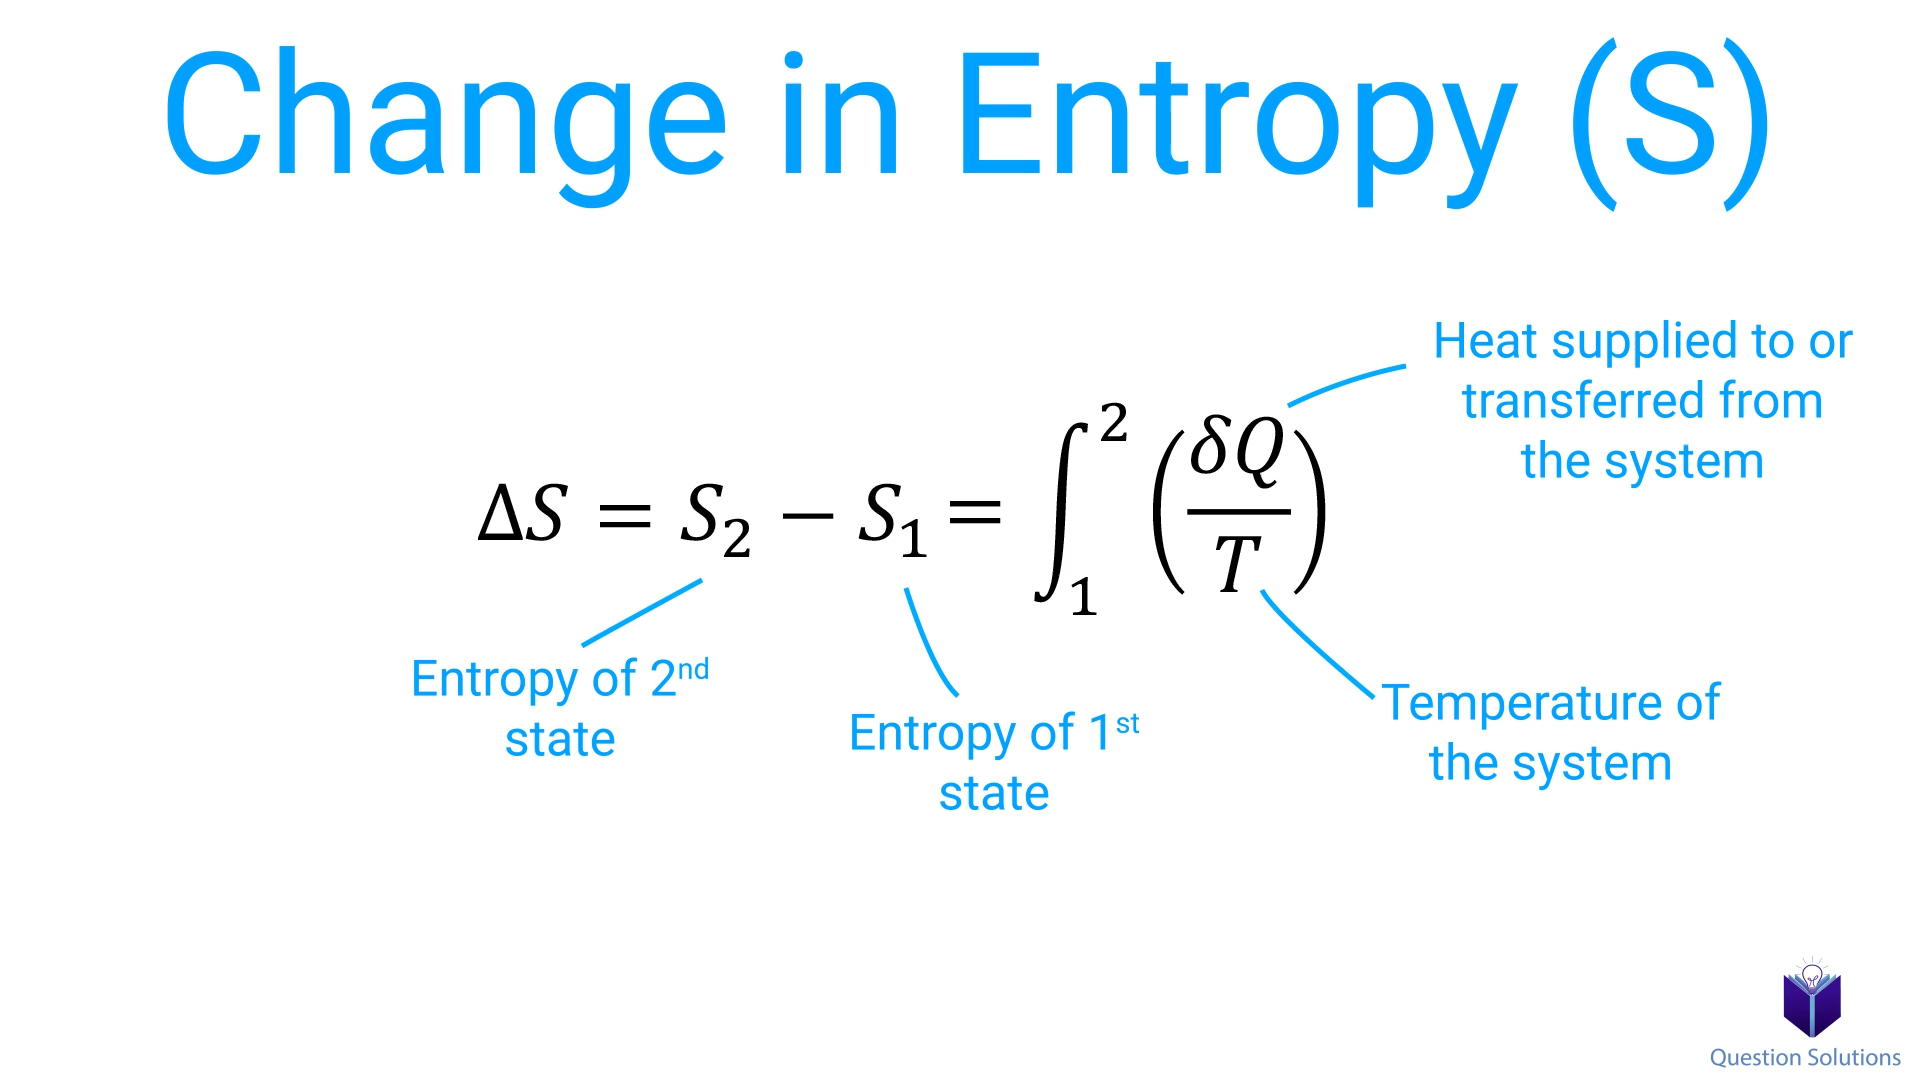 Change in Entropy (S)
Heat supplied to or
transferred from
the system
ΔS = S₂ − S₁ = ∫₁² (δQ/T)
Entropy of 2ⁿᵈ
state
Entropy of 1ˢᵗ
state
Temperature of
the system
Question Solutions